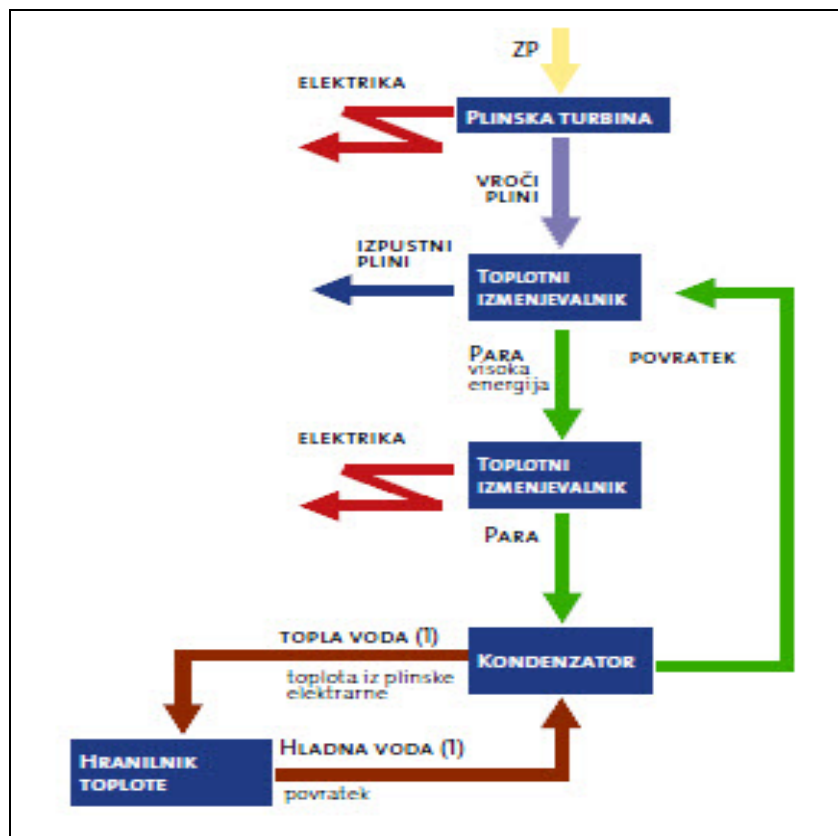 ZP
ELEKTRIKA
PLINSKA TURBINA
VROČI
PLINI
IZPUSTNI
PLINI
TOPLOTNI
IZMENJEVALNIK
PARA
visoka
energija
POVRATEK
ELEKTRIKA
TOPLOTNI
IZMENJEVALNIK
PARA
TOPLA VODA (1)
toplota iz plinske
elektrarne
KONDENZATOR
HLADNA VODA (1)
povratek
HRANILNIK
TOPLOTE